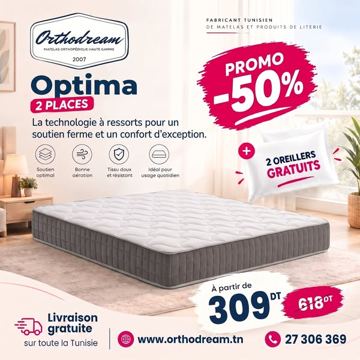 Orthodream
MATELAS ORTHOPÉDIQUE HAUTE GAMME
2007
FABRICANT TUNISIEN
DE MATELAS ET PRODUITS DE LITERIE
Optima
2 PLACES
La technologie à ressorts pour un
soutien ferme et un confort d'exception.
PROMO
-50%
Soutien
optimal
Bonne
aération
Tissu doux
et résistant
Idéal pour
usage quotidien
+
2 OREILLERS
GRATUITS
À partir de
309DT
618DT
Livraison
gratuite
sur toute la Tunisie
www.orthodream.tn
27 306 369